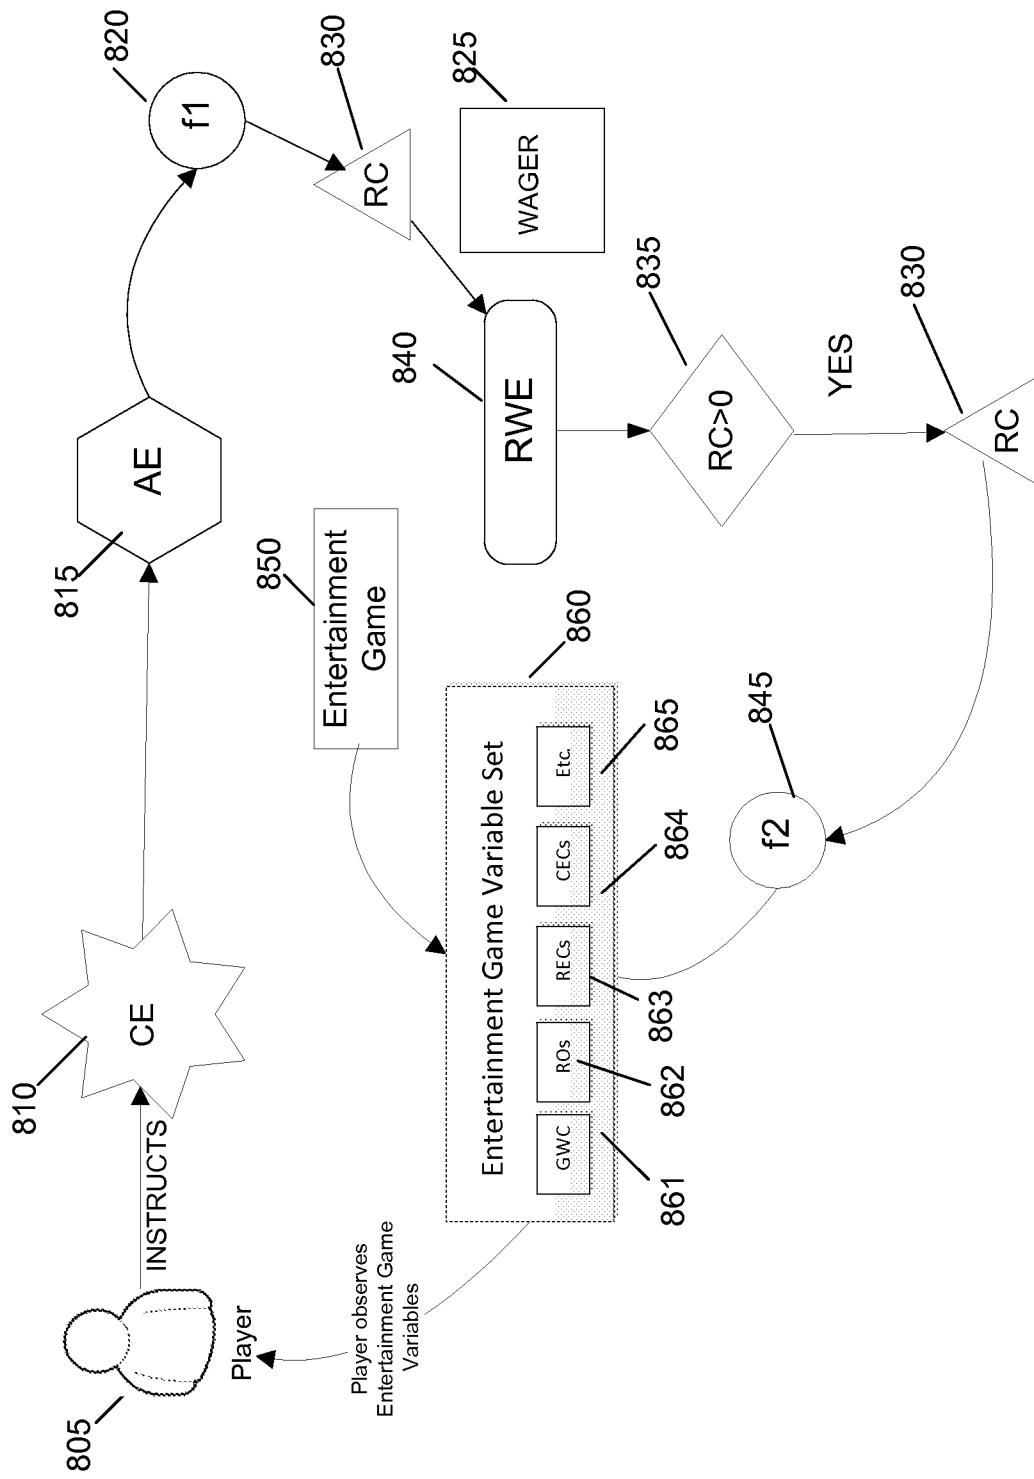 805
Player
INSTRUCTS
810
CE
815
AE
820
f1
830
RC
825
WAGER
840
RWE
835
RC>0
YES
830
RC
845
f2
850
Entertainment
Game
860
Entertainment Game Variable Set
GWC
ROs
RECs
CECs
Etc.
861
862
863
864
865
Player observes
Entertainment Game
Variables